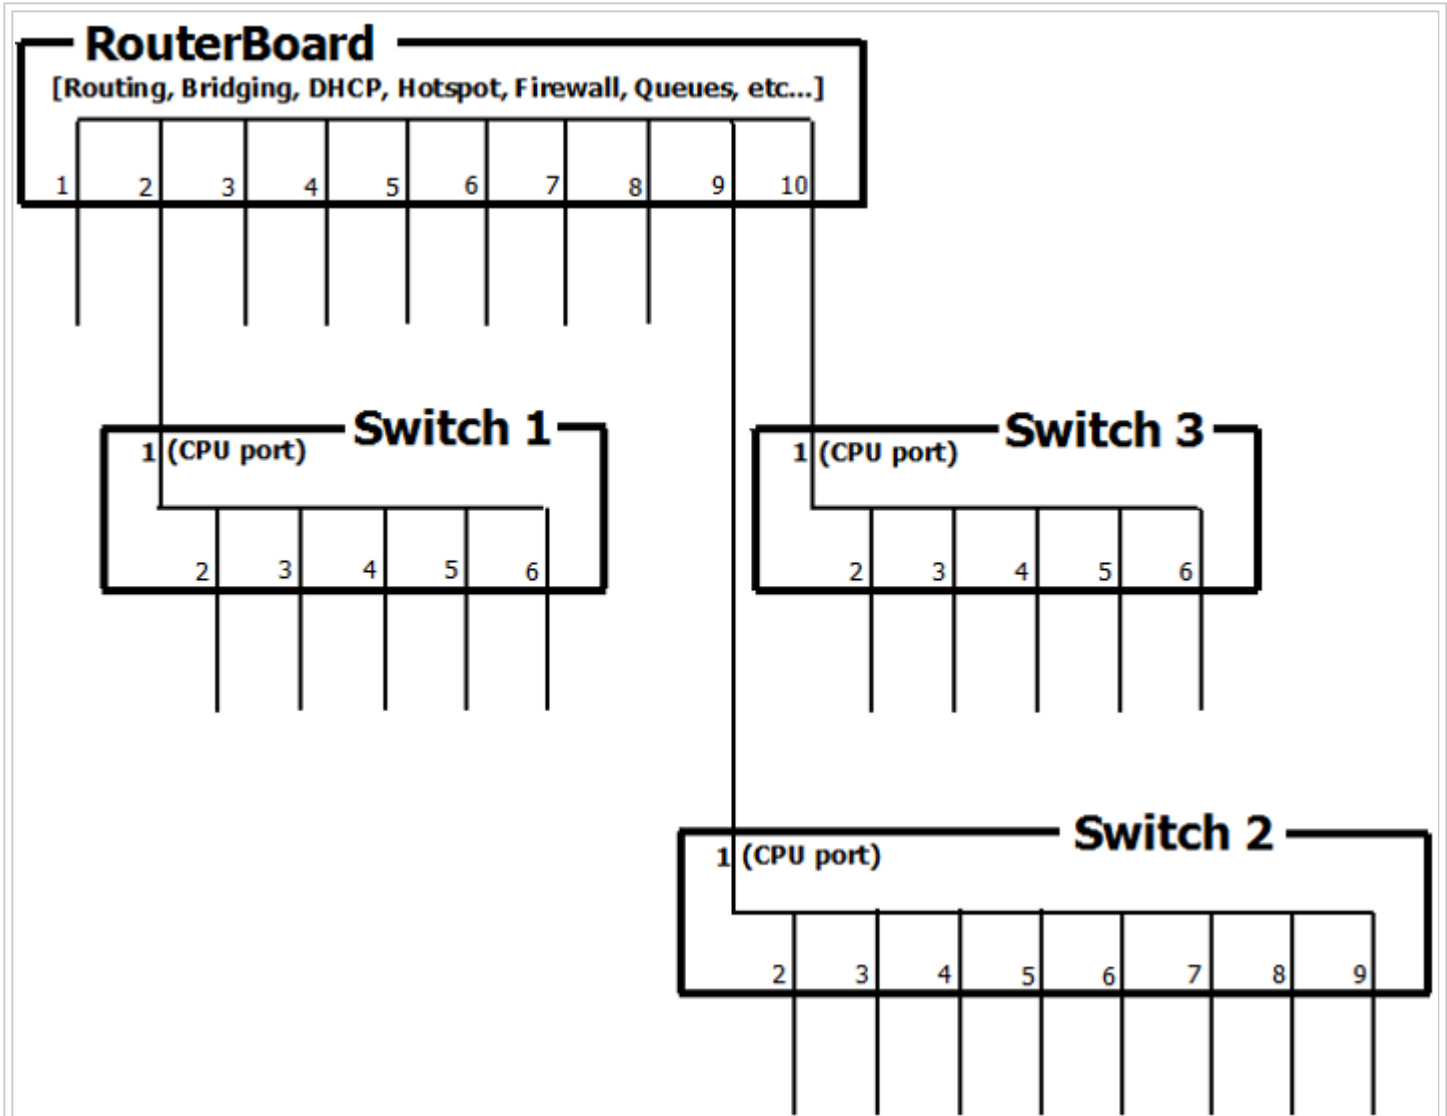 RouterBoard
[Routing, Bridging, DHCP, Hotspot, Firewall, Queues, etc...]
1 2 3 4 5 6 7 8 9 10
Switch 1
1 (CPU port)
2 3 4 5 6
Switch 3
1 (CPU port)
2 3 4 5 6
Switch 2
1 (CPU port)
2 3 4 5 6 7 8 9